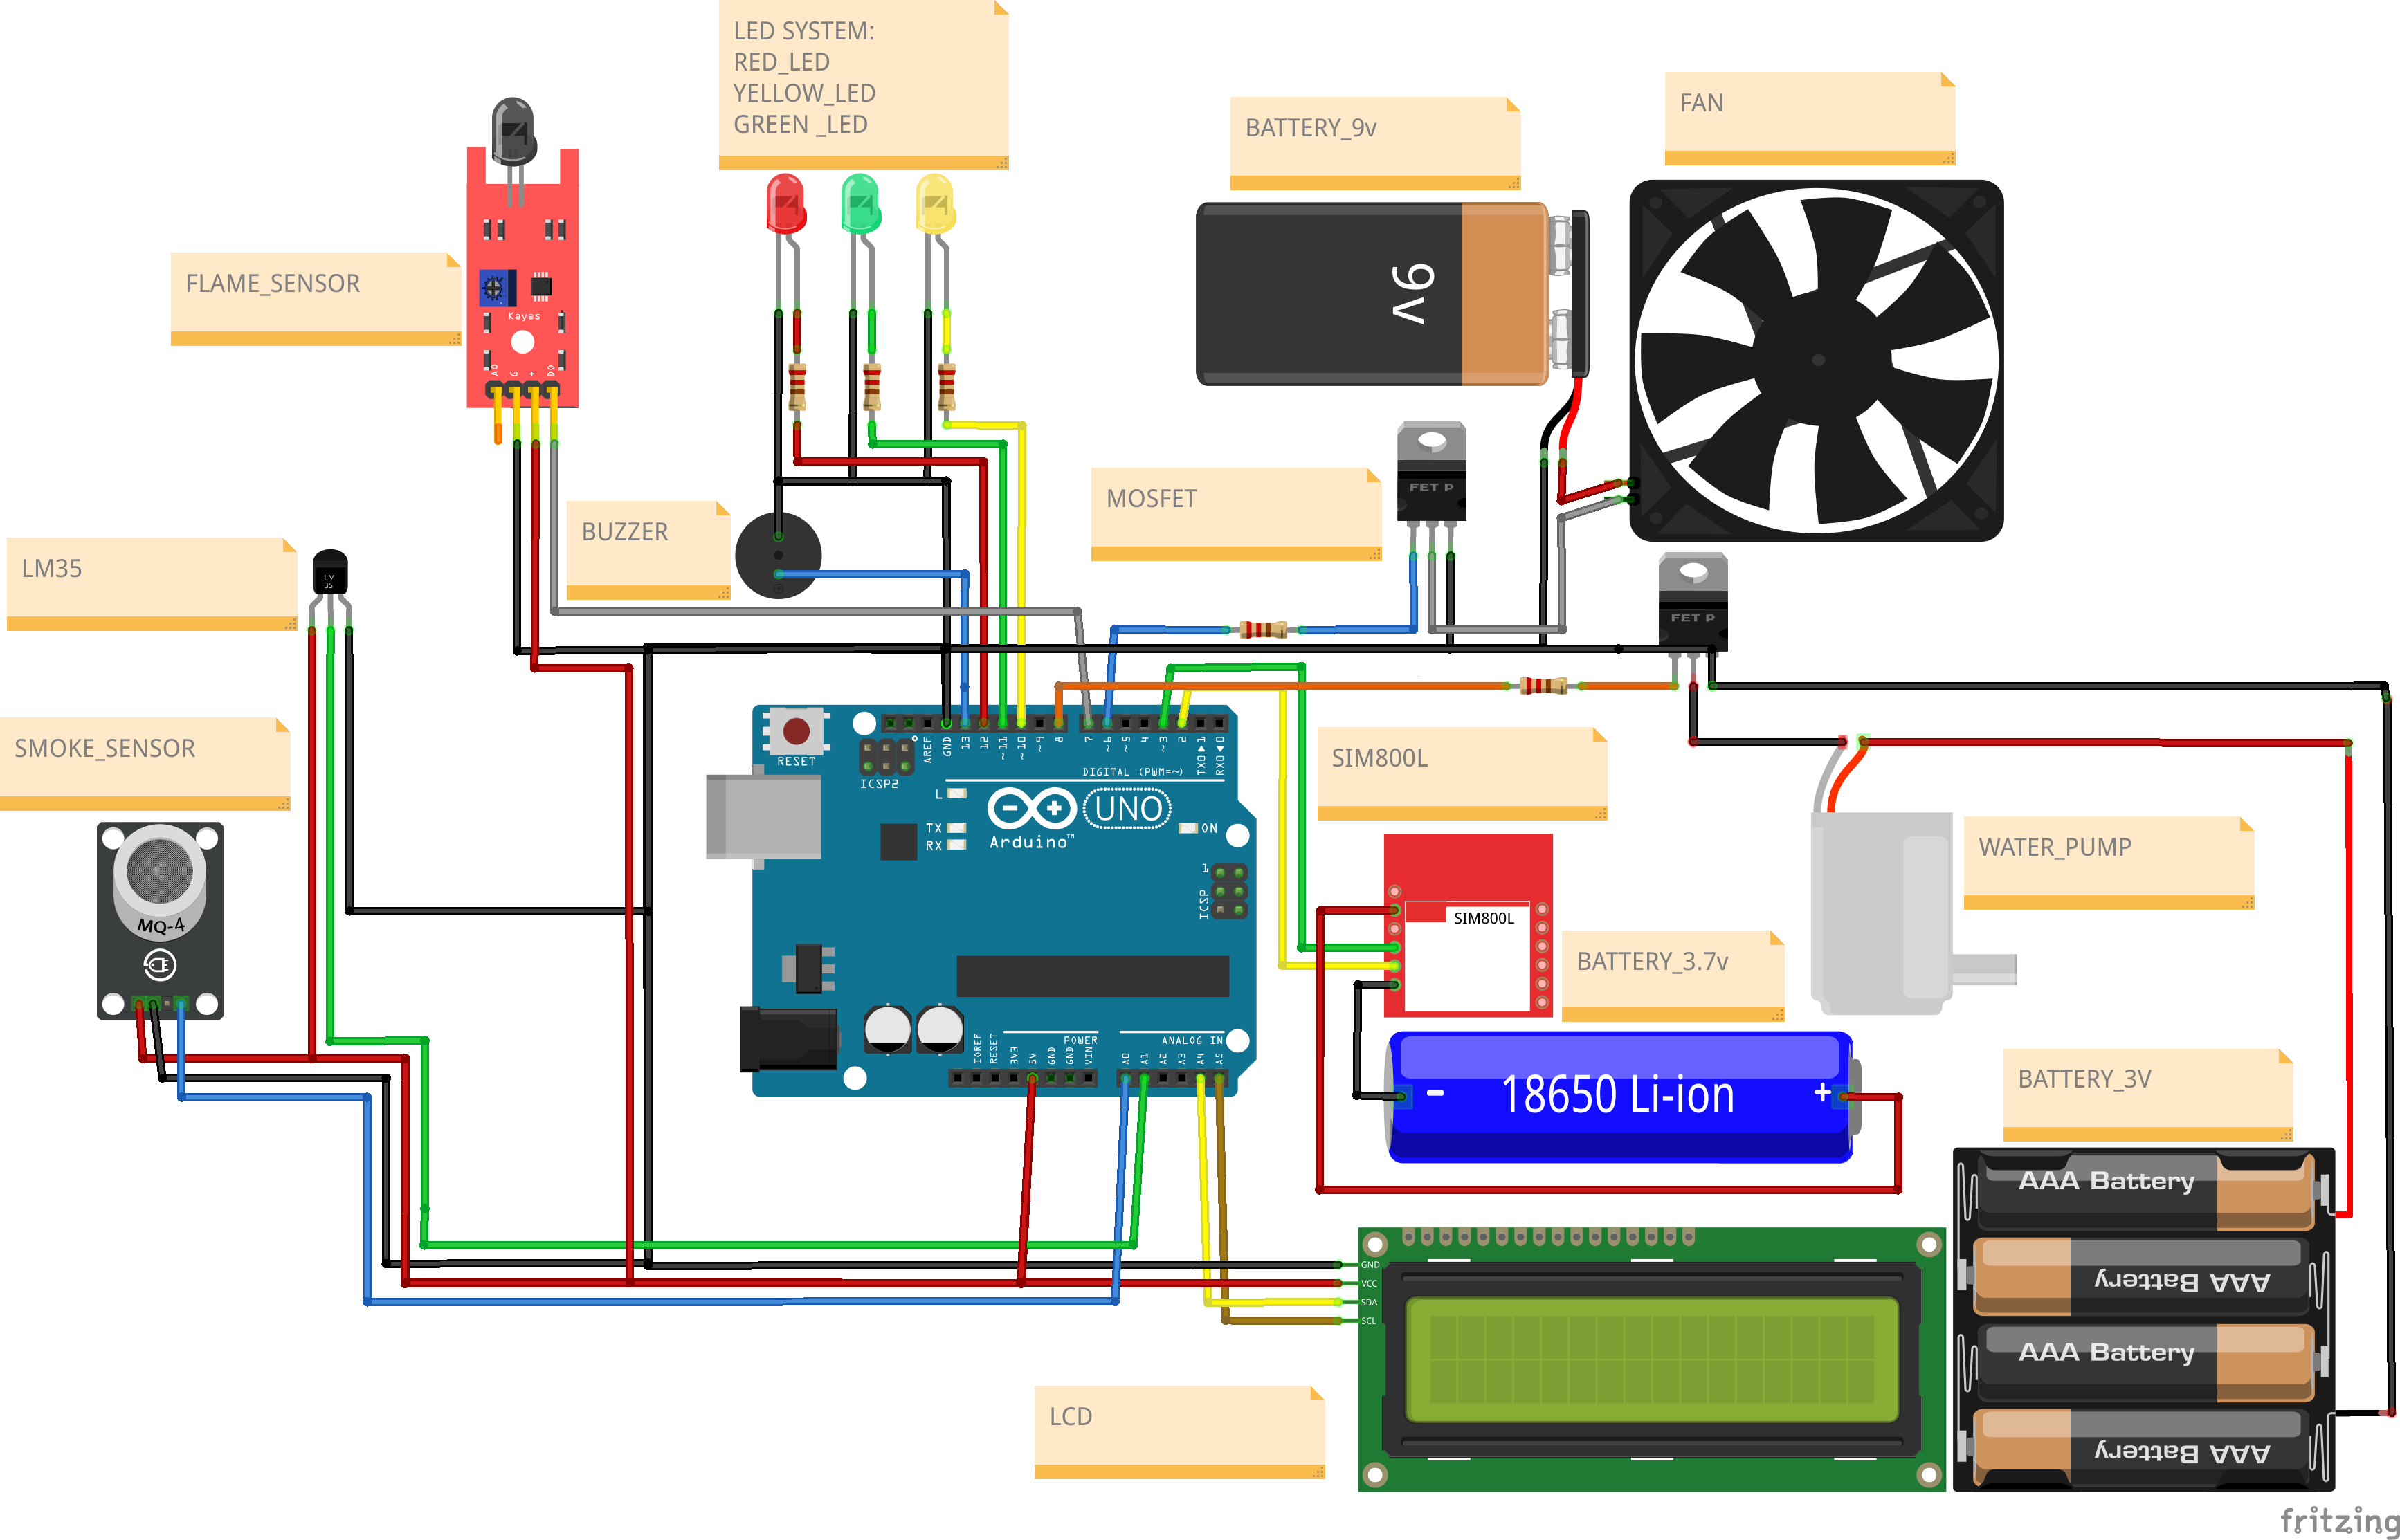 LED SYSTEM:
RED_LED
YELLOW_LED
GREEN _LED
BATTERY_9v
FAN
FLAME_SENSOR
9v
Keyes
A0
G
+
D0
MOSFET
FET P
BUZZER
LM35
LM
35
FET P
SMOKE_SENSOR
MQ-4
RESET
ICSP2
AREF
GND
13
12
~11
~10
~9
8
7
~6
~5
4
~3
2
TX0▶1
RX0◀0
DIGITAL (PWM=~)
L
TX
RX
Arduino™
UNO
ON
1
ICSP
IOREF
RESET
3V3
5V
GND
GND
VIN
POWER
A0
A1
A2
A3
A4
A5
ANALOG IN
SIM800L
SIM800L
WATER_PUMP
BATTERY_3.7v
- 18650 Li-ion +
BATTERY_3V
AAA Battery
AAA Battery
AAA Battery
AAA Battery
GND
VCC
SDA
SCL
LCD
fritzing